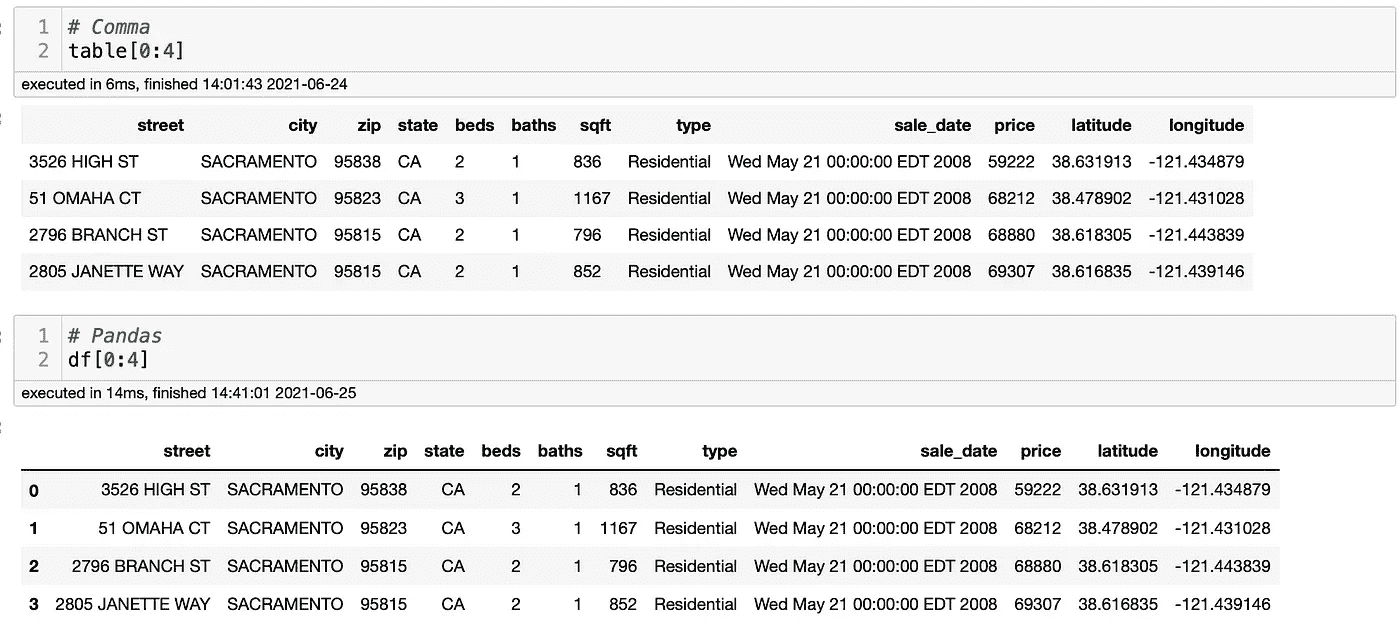 1 # Comma
2 table[0:4]
executed in 6ms, finished 14:01:43 2021-06-24
street city zip state beds baths sqft type sale_date price latitude longitude
3526 HIGH ST SACRAMENTO 95838 CA 2 1 836 Residential Wed May 21 00:00:00 EDT 2008 59222 38.631913 -121.434879
51 OMAHA CT SACRAMENTO 95823 CA 3 1 1167 Residential Wed May 21 00:00:00 EDT 2008 68212 38.478902 -121.431028
2796 BRANCH ST SACRAMENTO 95815 CA 2 1 796 Residential Wed May 21 00:00:00 EDT 2008 68880 38.618305 -121.443839
2805 JANETTE WAY SACRAMENTO 95815 CA 2 1 852 Residential Wed May 21 00:00:00 EDT 2008 69307 38.616835 -121.439146
1 # Pandas
2 df[0:4]
executed in 14ms, finished 14:41:01 2021-06-25
street city zip state beds baths sqft type sale_date price latitude longitude
0 3526 HIGH ST SACRAMENTO 95838 CA 2 1 836 Residential Wed May 21 00:00:00 EDT 2008 59222 38.631913 -121.434879
1 51 OMAHA CT SACRAMENTO 95823 CA 3 1 1167 Residential Wed May 21 00:00:00 EDT 2008 68212 38.478902 -121.431028
2 2796 BRANCH ST SACRAMENTO 95815 CA 2 1 796 Residential Wed May 21 00:00:00 EDT 2008 68880 38.618305 -121.443839
3 2805 JANETTE WAY SACRAMENTO 95815 CA 2 1 852 Residential Wed May 21 00:00:00 EDT 2008 69307 38.616835 -121.439146